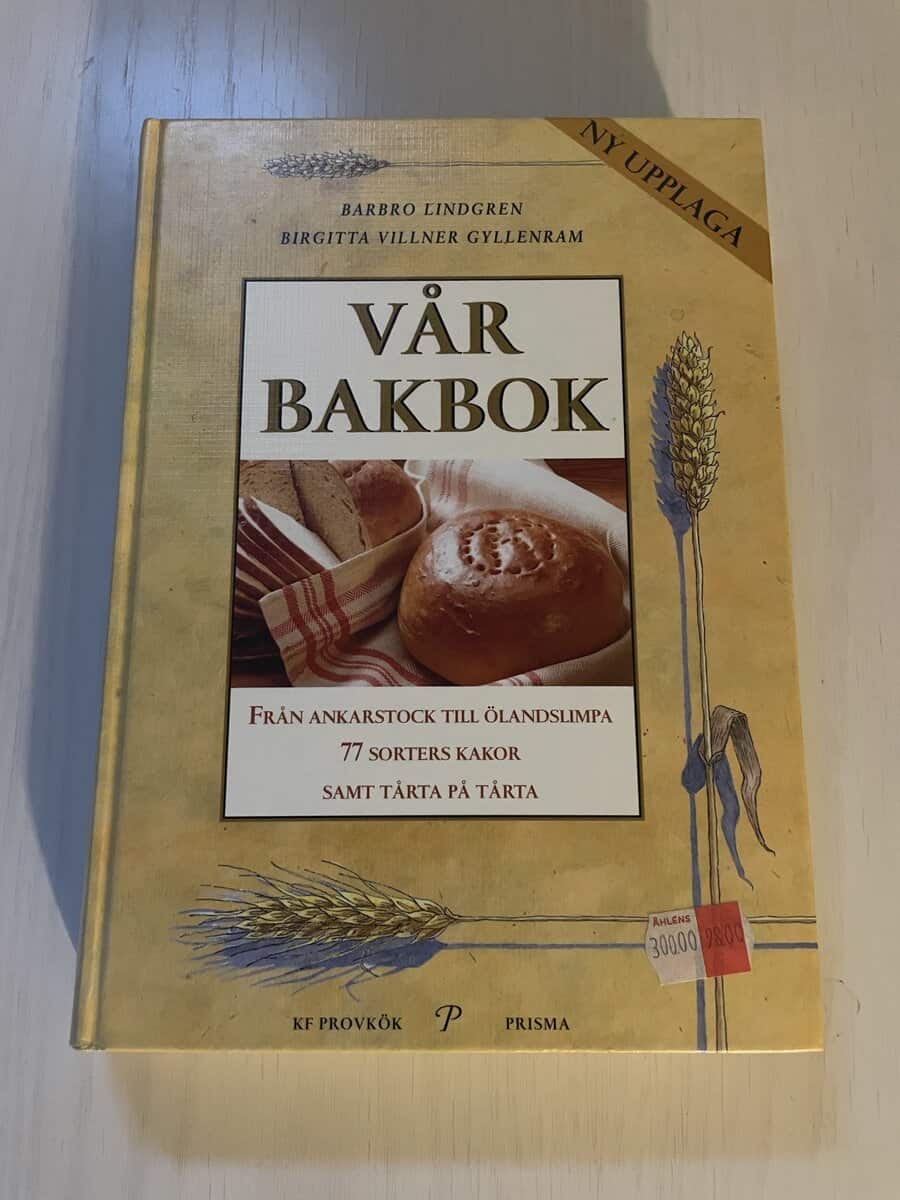 NY UPPLAGA
BARBRO LINDGREN
BIRGITTA VILLNER GYLLENRAM
VÅR
BAKBOK
FRÅN ANKARSTOCK TILL ÖLANDSLIMPA
77 SORTERS KAKOR
SAMT TÅRTA PÅ TÅRTA
ÅHLÉNS
300.00 98.00
KF PROVKÖK P PRISMA